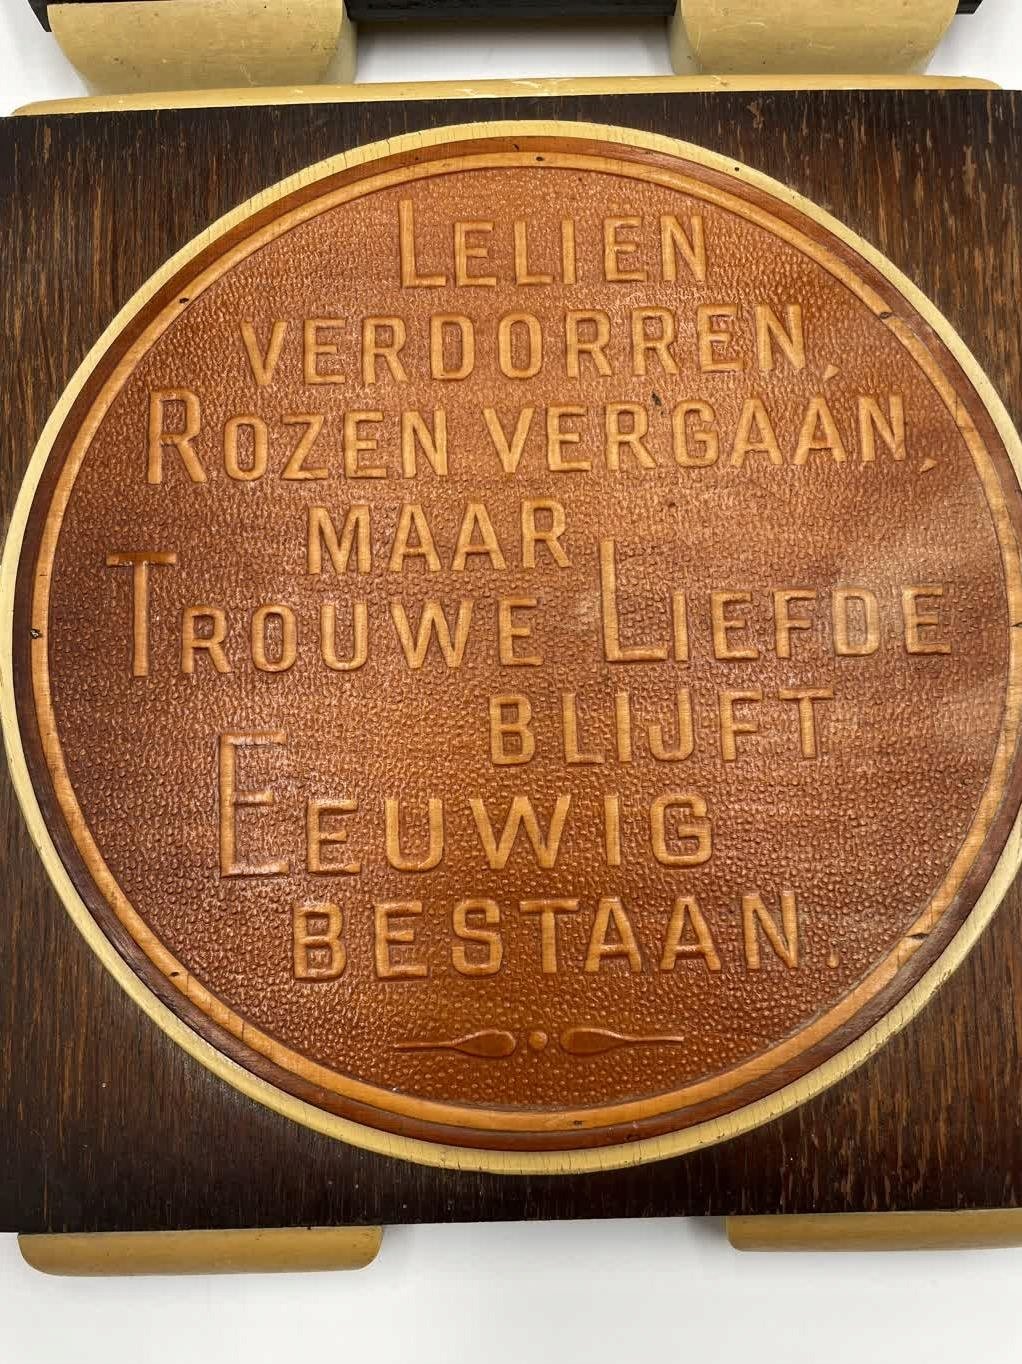 LELIEN
VERDORREN,
ROZEN VERGAAN,
MAAR
TROUWE LIEFDE
BLIJFT
EEUWIG
BESTAAN.